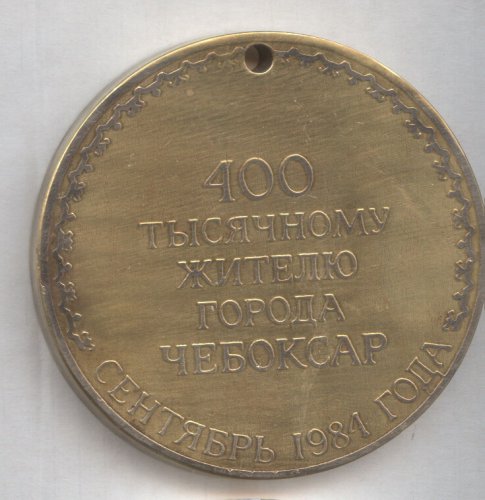 400
ТЫСЯЧНОМУ
ЖИТЕЛЮ
ГОРОДА
ЧЕБОКСАР
СЕНТЯБРЬ 1984 ГОДА